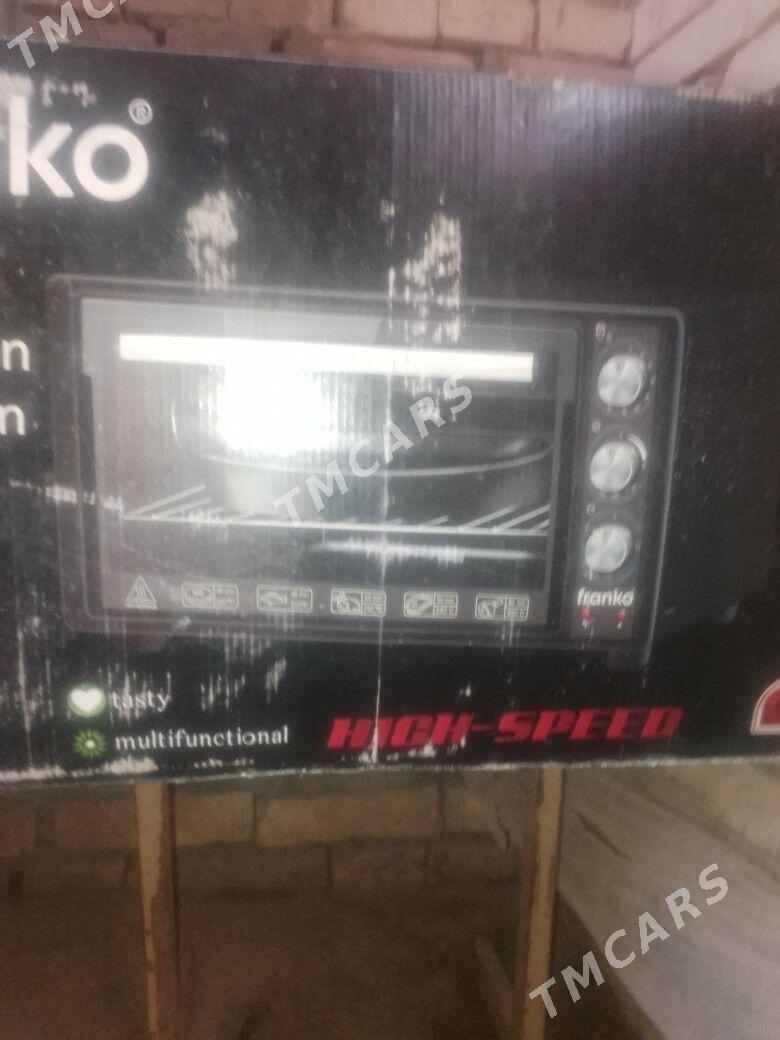 TMCARS
ko®
n
n
TMCARS
franko
tasty
multifunctional
HIGH-SPEED
TMCARS